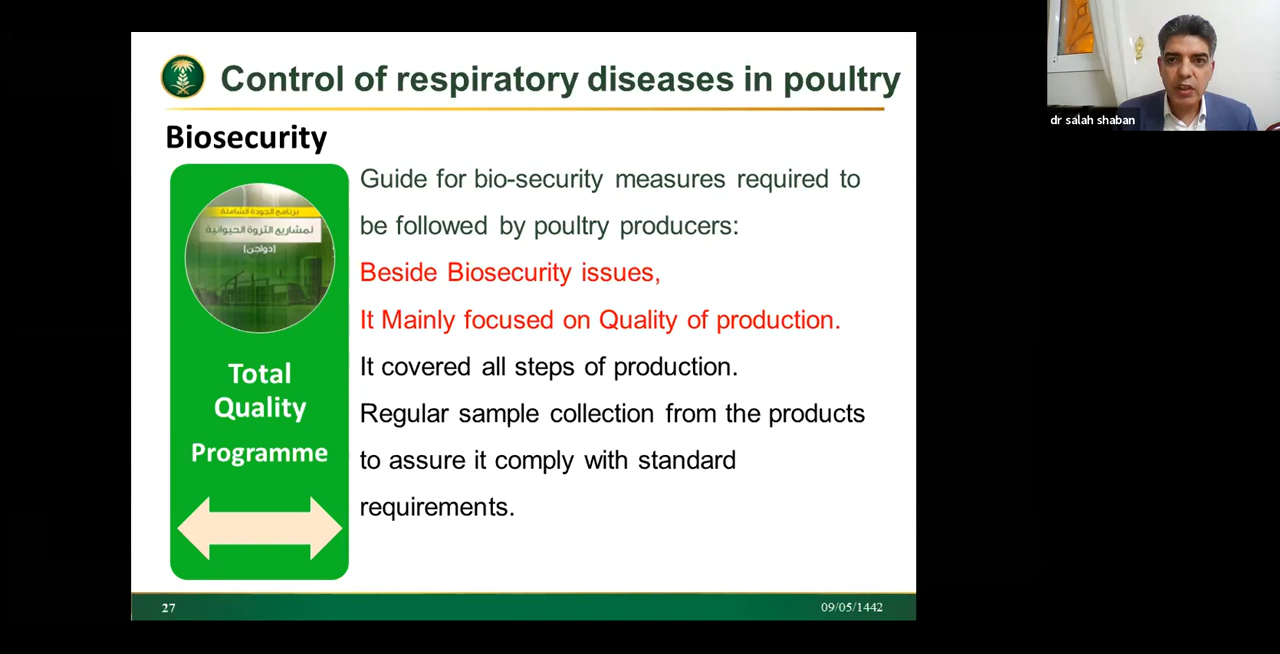 Control of respiratory diseases in poultry
Biosecurity
برنامج الجودة الشاملة
لمشاريع الثروة الحيوانية
(دواجن)
Total
Quality
Programme
Guide for bio-security measures required to
be followed by poultry producers:
Beside Biosecurity issues,
It Mainly focused on Quality of production.
It covered all steps of production.
Regular sample collection from the products
to assure it comply with standard
requirements.
27
09/05/1442
dr salah shaban